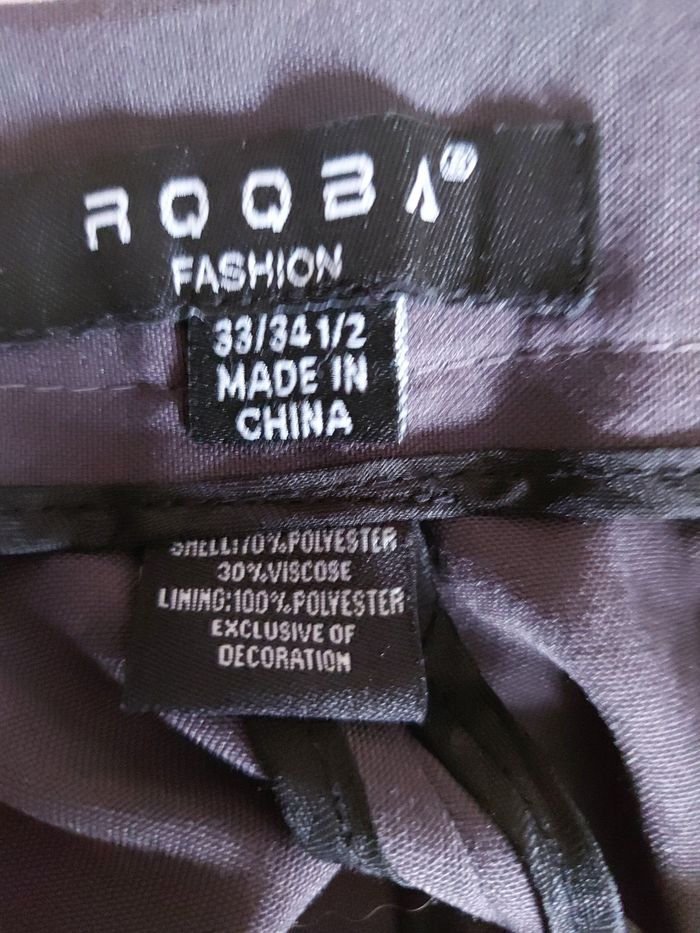 RQQBA®
FASHION
33/34 1/2
MADE IN
CHINA
SHELL:70%POLYESTER
30%VISCOSE
LINING:100%POLYESTER
EXCLUSIVE OF
DECORATION